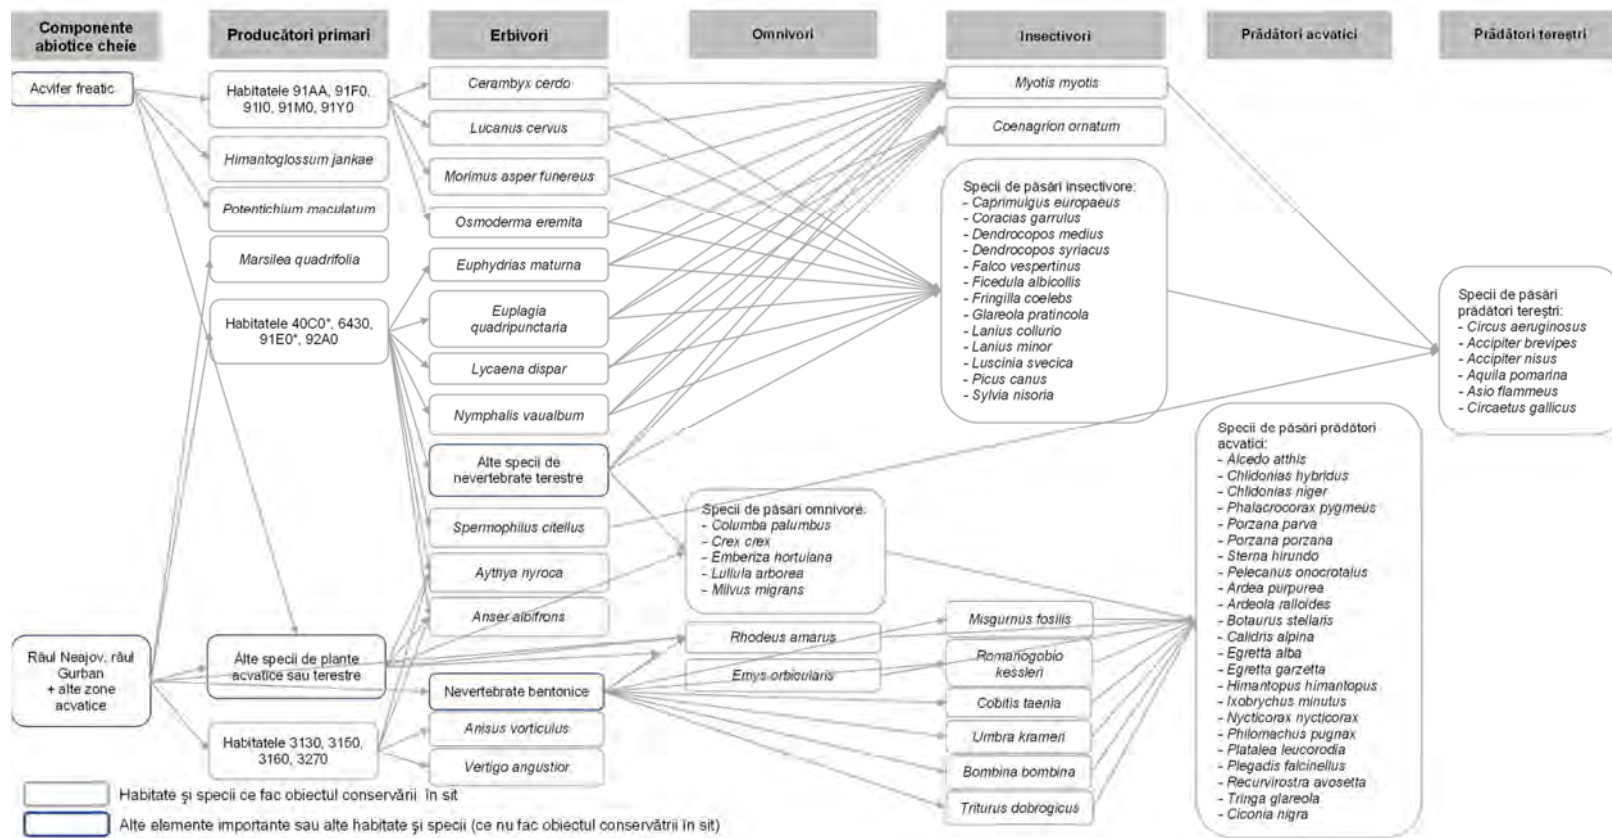 Componente
abiotice cheie
Producători primari
Erbivori
Omnivori
Insectivori
Prădători acvatici
Prădători tereștri
Acvifer freatic
Râul Neajov, râul
Gurban
+ alte zone
acvatice
Habitatele 91AA, 91F0,
91I0, 91M0, 91Y0
Himantoglossum jankae
Potentichium maculatum
Marsilea quadrifolia
Habitatele 40C0*, 6430,
91E0*, 92A0
Alte specii de plante
acvatice sau terestre
Habitatele 3130, 3150,
3160, 3270
Cerambyx cerdo
Lucanus cervus
Morimus asper funereus
Osmoderma eremita
Euphydrias maturna
Euplagia
quadripunctaria
Lycaena dispar
Nymphalis vaualbum
Alte specii de
nevertebrate terestre
Spermophilus citellus
Aythya nyroca
Anser albifrons
Nevertebrate bentonice
Anisus vorticulus
Vertigo angustior
Specii de păsări omnivore:
- Columba palumbus
- Crex crex
- Emberiza hortulana
- Lullula arborea
- Milvus migrans
Rhodeus amarus
Emys orbicularis
Myotis myotis
Coenagrion ornatum
Specii de păsări insectivore:
- Caprimulgus europaeus
- Coracias garrulus
- Dendrocopos medius
- Dendrocopos syriacus
- Falco vespertinus
- Ficedula albicollis
- Fringilla coelebs
- Glareola pratincola
- Lanius collurio
- Lanius minor
- Luscinia svecica
- Picus canus
- Sylvia nisoria
Misgurnus fosilis
Romanogobio
kessleri
Cobitis taenia
Umbra krameri
Bombina bombina
Triturus dobrogicus
Specii de păsări prădători
acvatici:
- Alcedo atthis
- Chlidonias hybridus
- Chlidonias niger
- Phalacrocorax pygmeus
- Porzana parva
- Porzana porzana
- Sterna hirundo
- Pelecanus onocrotalus
- Ardea purpurea
- Ardeola ralloides
- Botaurus stellaris
- Calidris alpina
- Egretta alba
- Egretta garzetta
- Himantopus himantopus
- Ixobrychus minutus
- Nycticorax nycticorax
- Philomachus pugnax
- Platalea leucorodia
- Plegadis falcinellus
- Recurvirostra avosetta
- Tringa glareola
- Ciconia nigra
Specii de păsări
prădători tereștri:
- Circus aeruginosus
- Accipiter brevipes
- Accipiter nisus
- Aquila pomarina
- Asio flammeus
- Circaetus gallicus
Habitate și specii ce fac obiectul conservării în sit
Alte elemente importante sau alte habitate și specii (ce nu fac obiectul conservătrii în sit)